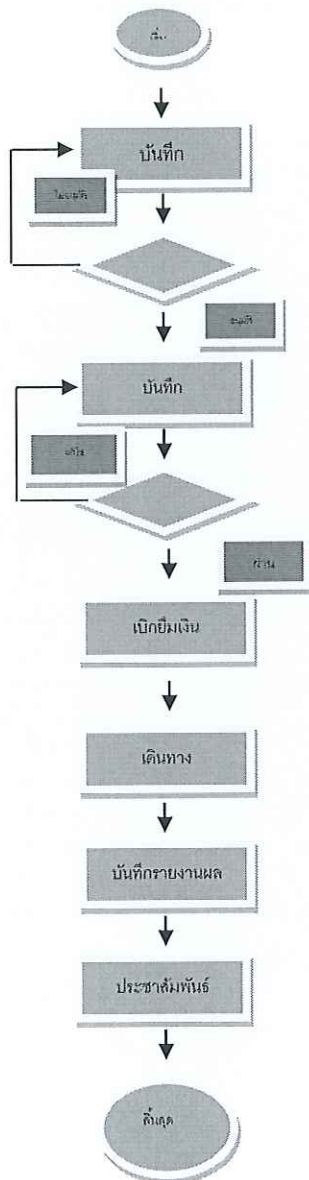 เริ่ม
บันทึก
ไม่อนุมัติ
อนุมัติ
บันทึก
แก้ไข
ผ่าน
เบิกยืมเงิน
เดินทาง
บันทึกรายงานผล
ประชาสัมพันธ์
สิ้นสุด